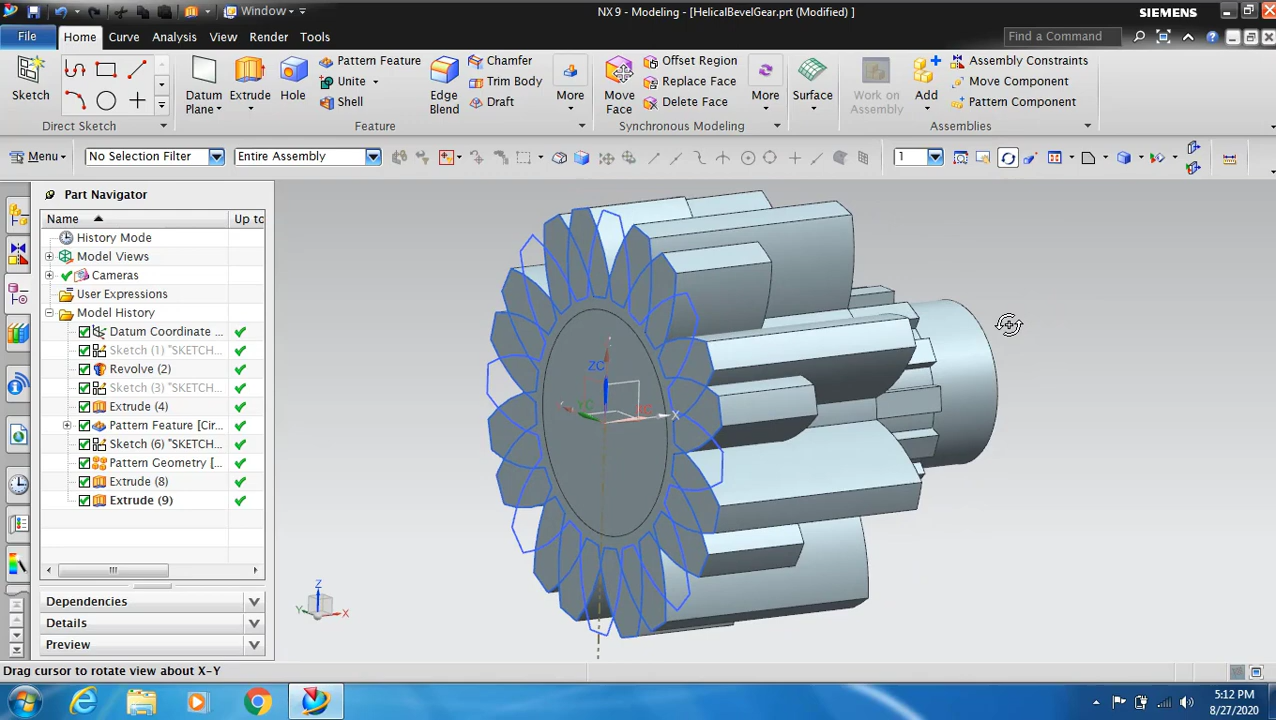 Window
NX 9 - Modeling - [HelicalBevelGear.prt (Modified) ]
SIEMENS
File
Home
Curve
Analysis
View
Render
Tools
Find a Command
Sketch
Direct Sketch
Datum Plane
Extrude
Hole
Pattern Feature
Unite
Shell
Edge Blend
Chamfer
Trim Body
Draft
More
Feature
Move Face
Offset Region
Replace Face
Delete Face
More
Synchronous Modeling
Surface
Work on Assembly
Add
Assembly Constraints
Move Component
Pattern Component
Assemblies
Menu
No Selection Filter
Entire Assembly
1
Part Navigator
Name
Up to
History Mode
Model Views
Cameras
User Expressions
Model History
Datum Coordinate ...
Sketch (1) "SKETCH...
Revolve (2)
Sketch (3) "SKETCH...
Extrude (4)
Pattern Feature [Cir...
Sketch (6) "SKETCH...
Pattern Geometry [...
Extrude (8)
Extrude (9)
Dependencies
Details
Preview
ZC
X
Z
Y
X
Drag cursor to rotate view about X-Y
5:12 PM
8/27/2020